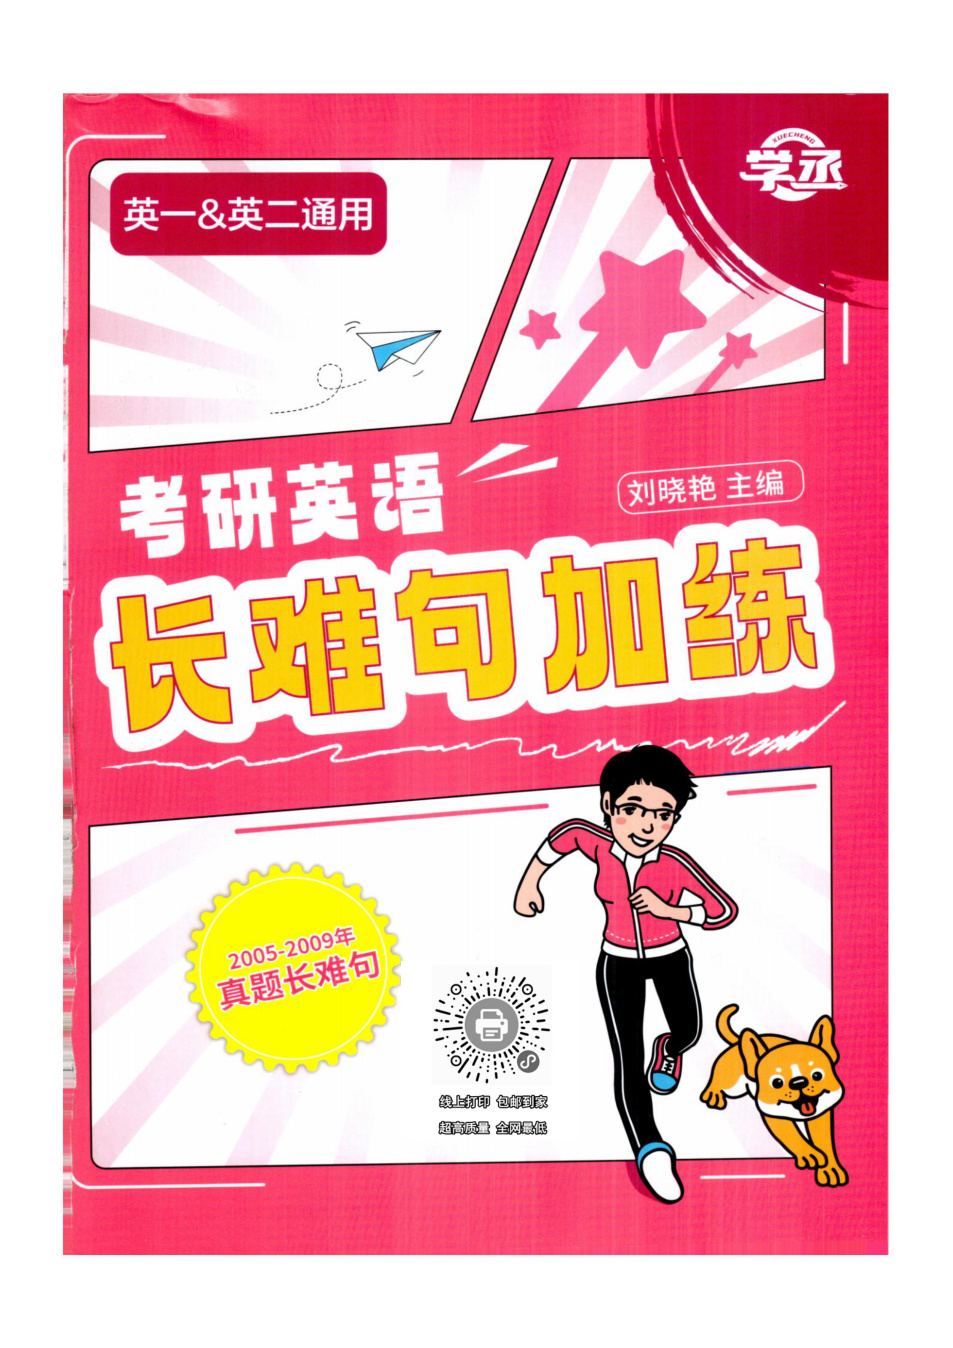 XUECHENG
学丞
英一&英二通用
考研英语
刘晓艳 主编
长难句加练
2005-2009年
真题长难句
线上打印 包邮到家
超高质量 全网最低